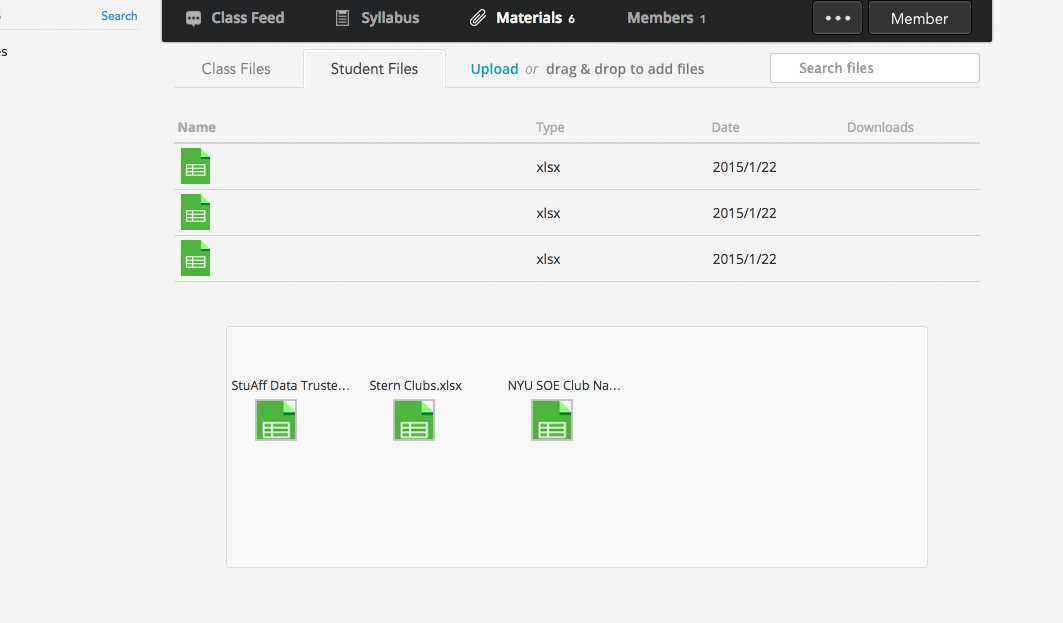 Search
es
Class Feed Syllabus Materials 6 Members 1 Member
Class Files Student Files Upload or drag & drop to add files Search files
Name Type Date Downloads
xlsx 2015/1/22
xlsx 2015/1/22
xlsx 2015/1/22
StuAff Data Truste... Stern Clubs.xlsx NYU SOE Club Na...